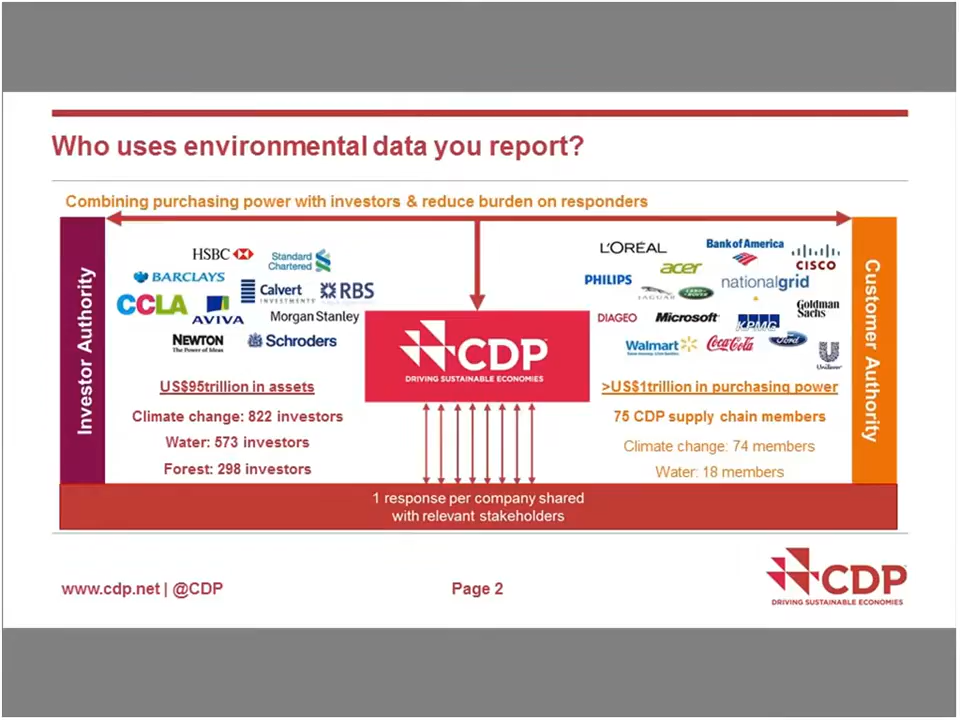 Who uses environmental data you report?
Combining purchasing power with investors & reduce burden on responders
Investor Authority
HSBC
Standard
Chartered
BARCLAYS
Calvert
INVESTMENTS
RBS
CCLA
AVIVA
Morgan Stanley
NEWTON
The Power of Ideas
Schroders
US$95trillion in assets
Climate change: 822 investors
Water: 573 investors
Forest: 298 investors
CDP
DRIVING SUSTAINABLE ECONOMIES
L'ORÉAL
Bank of America
CISCO
PHILIPS
acer
nationalgrid
JAGUAR
LAND ROVER
DIAGEO
Microsoft
KPMG
Goldman
Sachs
Walmart
Coca-Cola
Ford
Unilever
>US$1trillion in purchasing power
75 CDP supply chain members
Climate change: 74 members
Water: 18 members
Customer Authority
1 response per company shared
with relevant stakeholders
www.cdp.net | @CDP
Page 2
CDP
DRIVING SUSTAINABLE ECONOMIES